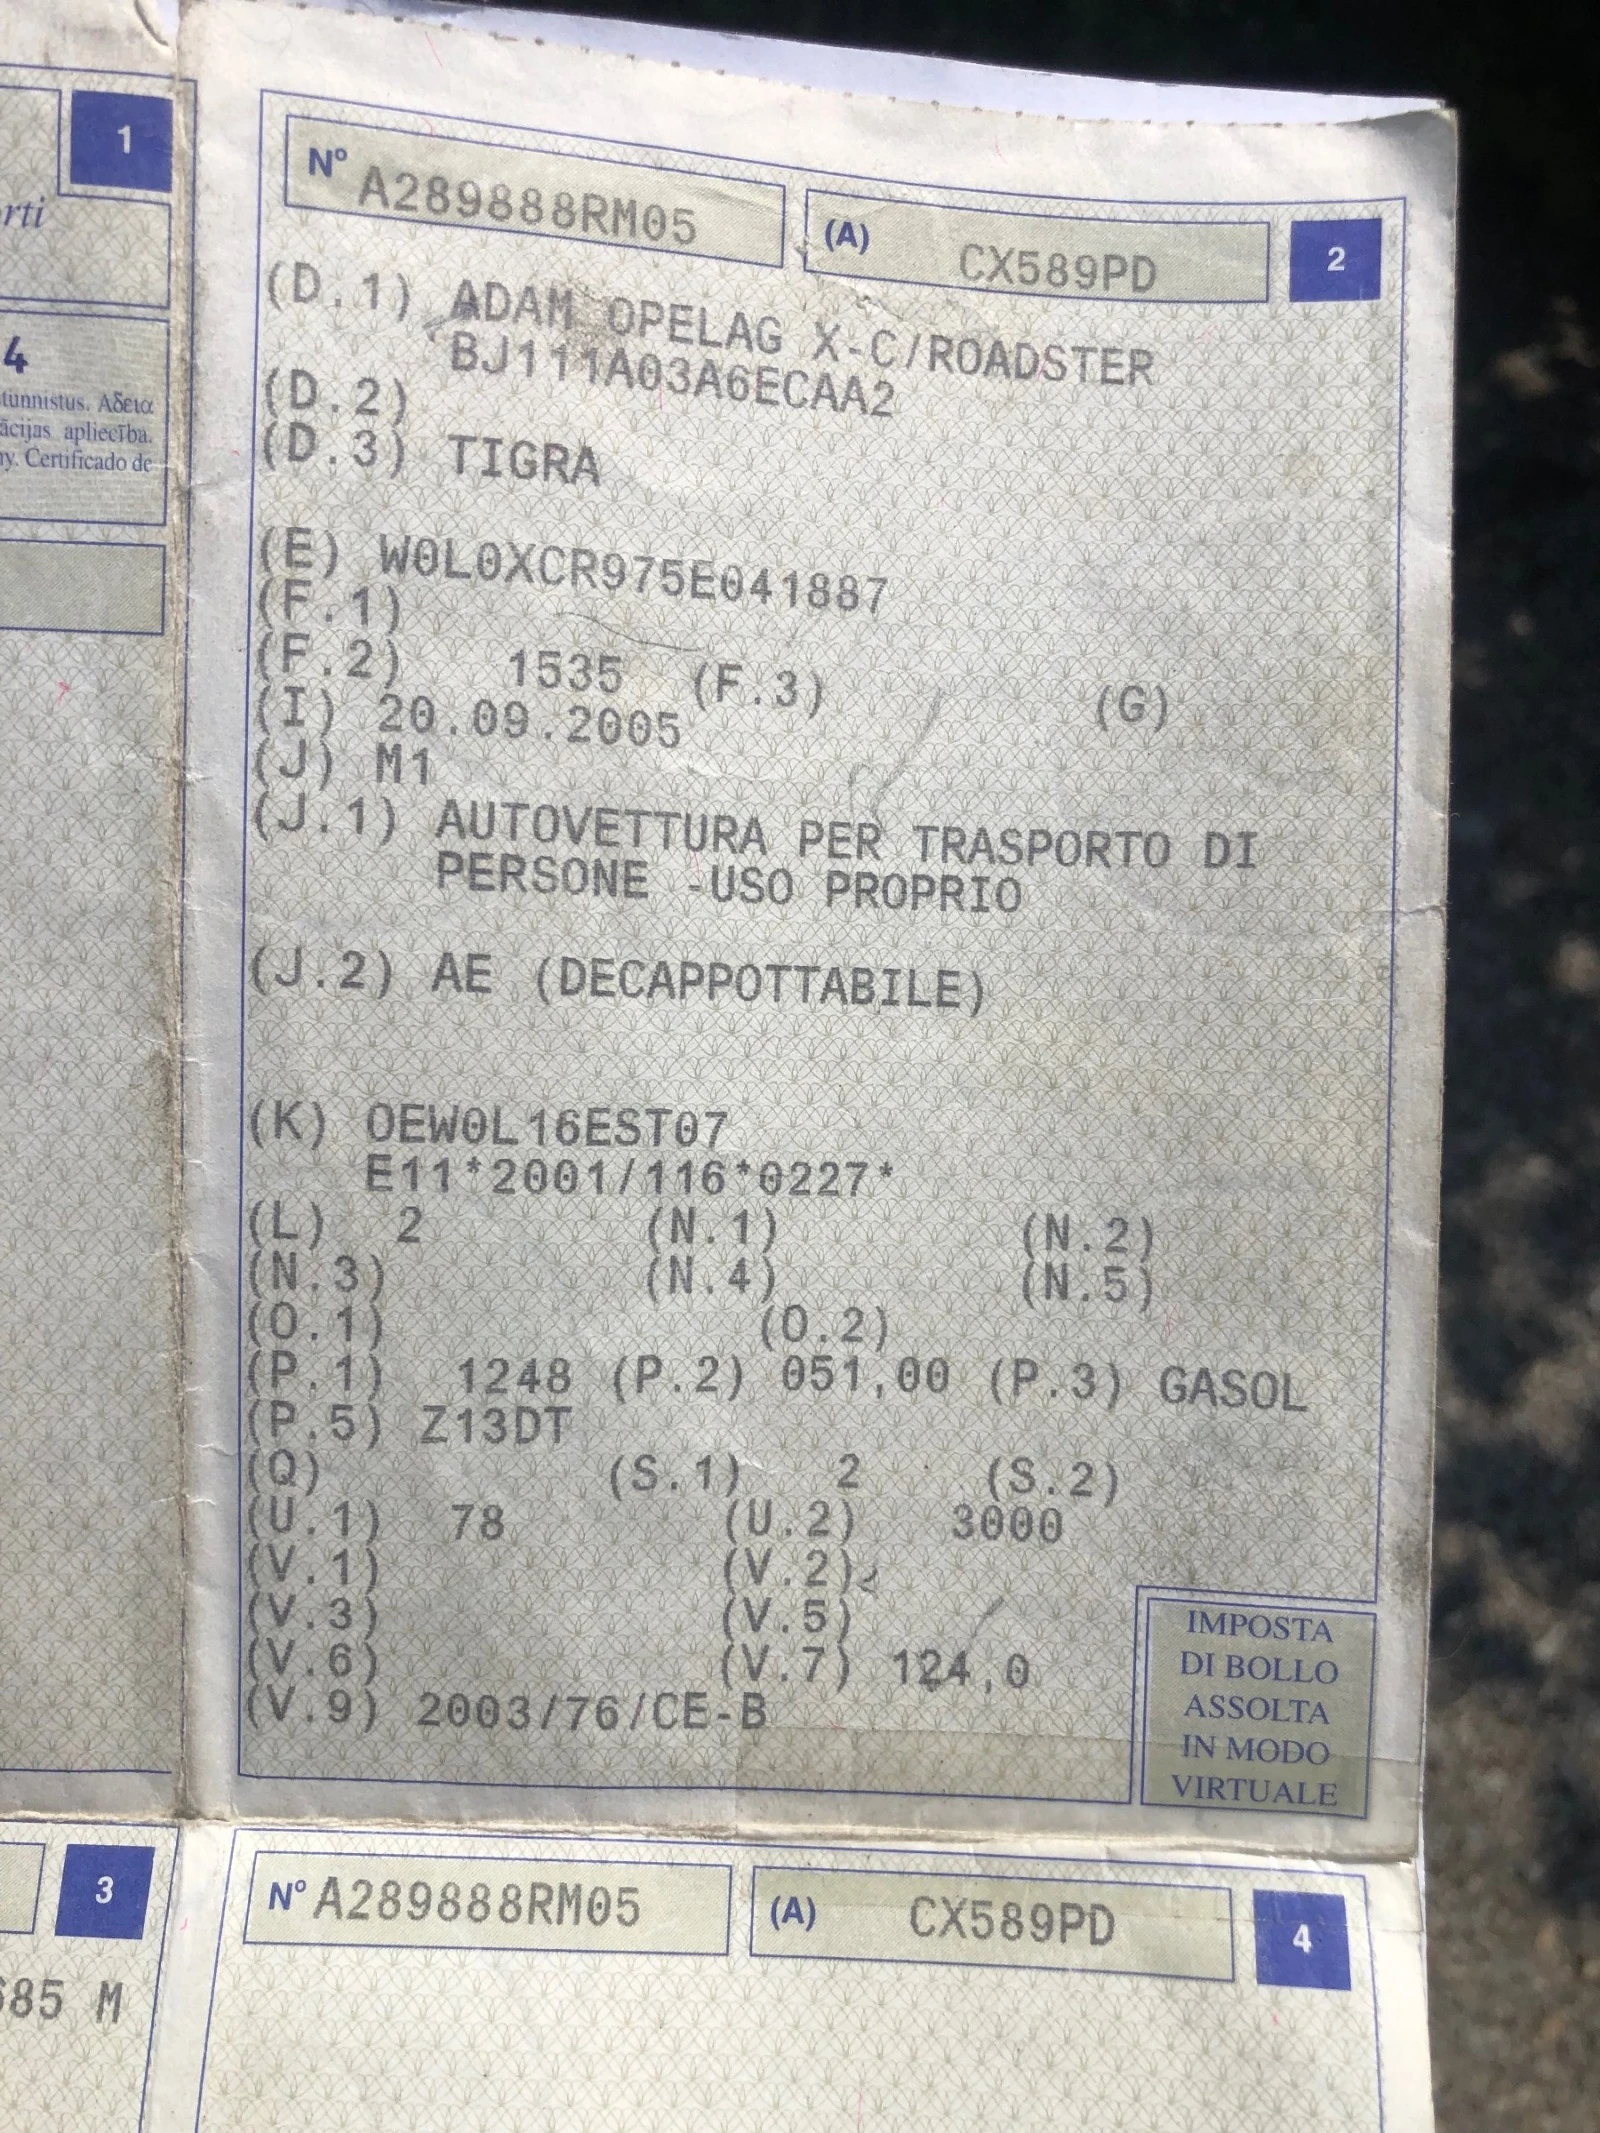 1
rti
4
tunnistus. Άδεια
ācijas apliecība.
ny. Certificado de
Nº A289888RM05 (A) CX589PD 2
(D.1) ADAM OPELAG X-C/ROADSTER
BJ111A03A6ECAA2
(D.2)
(D.3) TIGRA
(E) W0L0XCR975E041887
(F.1)
(F.2) 1535 (F.3) (G)
(I) 20.09.2005
(J) M1
(J.1) AUTOVETTURA PER TRASPORTO DI
PERSONE -USO PROPRIO
(J.2) AE (DECAPPOTTABILE)
(K) OEW0L16EST07
E11*2001/116*0227*
(L) 2 (N.1) (N.2)
(N.3) (N.4) (N.5)
(O.1) (O.2)
(P.1) 1248 (P.2) 051,00 (P.3) GASOL
(P.5) Z13DT
(Q) (S.1) 2 (S.2)
(U.1) 78 (U.2) 3000
(V.1) (V.2)
(V.3) (V.5)
(V.6) (V.7) 124,0
(V.9) 2003/76/CE-B
IMPOSTA
DI BOLLO
ASSOLTA
IN MODO
VIRTUALE
3
85 M
Nº A289888RM05 (A) CX589PD 4